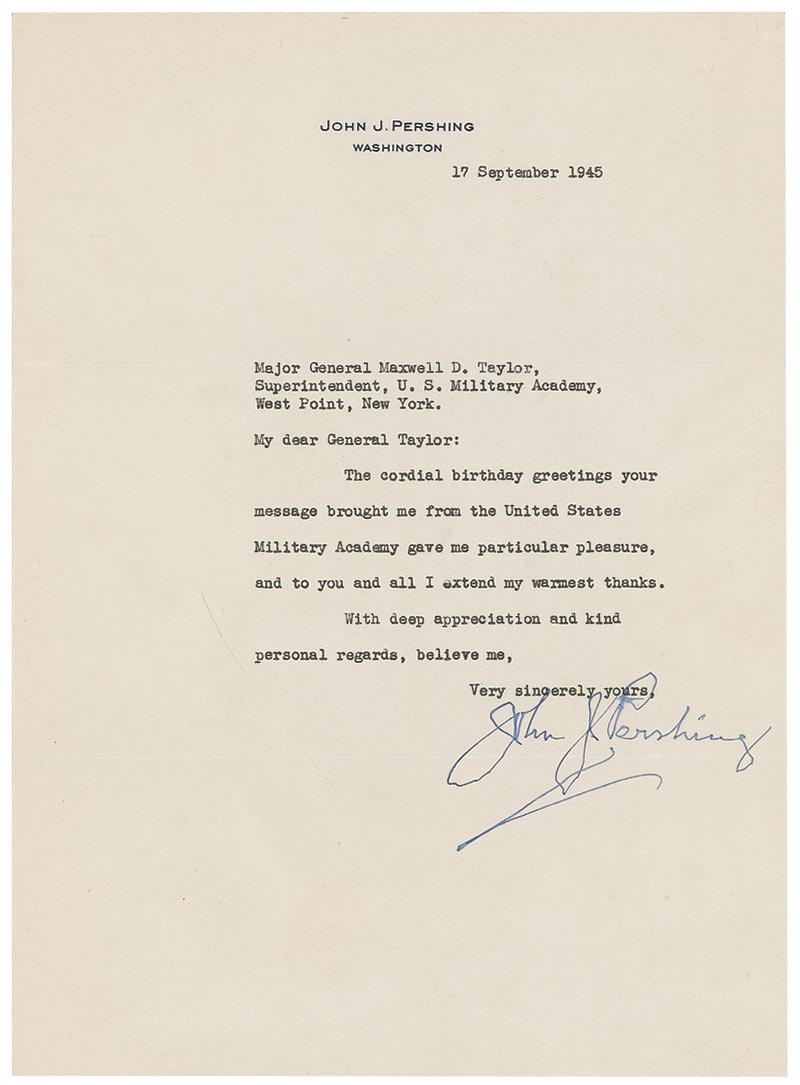 John J. Pershing
Washington
17 September 1945
Major General Maxwell D. Taylor,
Superintendent, U. S. Military Academy,
West Point, New York.
My dear General Taylor:
The cordial birthday greetings your
message brought me from the United States
Military Academy gave me particular pleasure,
and to you and all I extend my warmest thanks.
With deep appreciation and kind
personal regards, believe me,
Very sincerely yours,
John J. Pershing